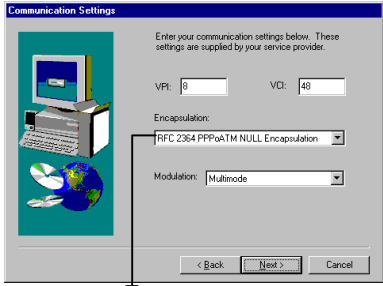 Communication Settings
Enter your communication settings below. These
settings are supplied by your service provider.
VPI: 8 VCI: 48
Encapsulation:
RFC 2364 PPPoATM NULL Encapsulation
Modulation: Multimode
< Back Next > Cancel